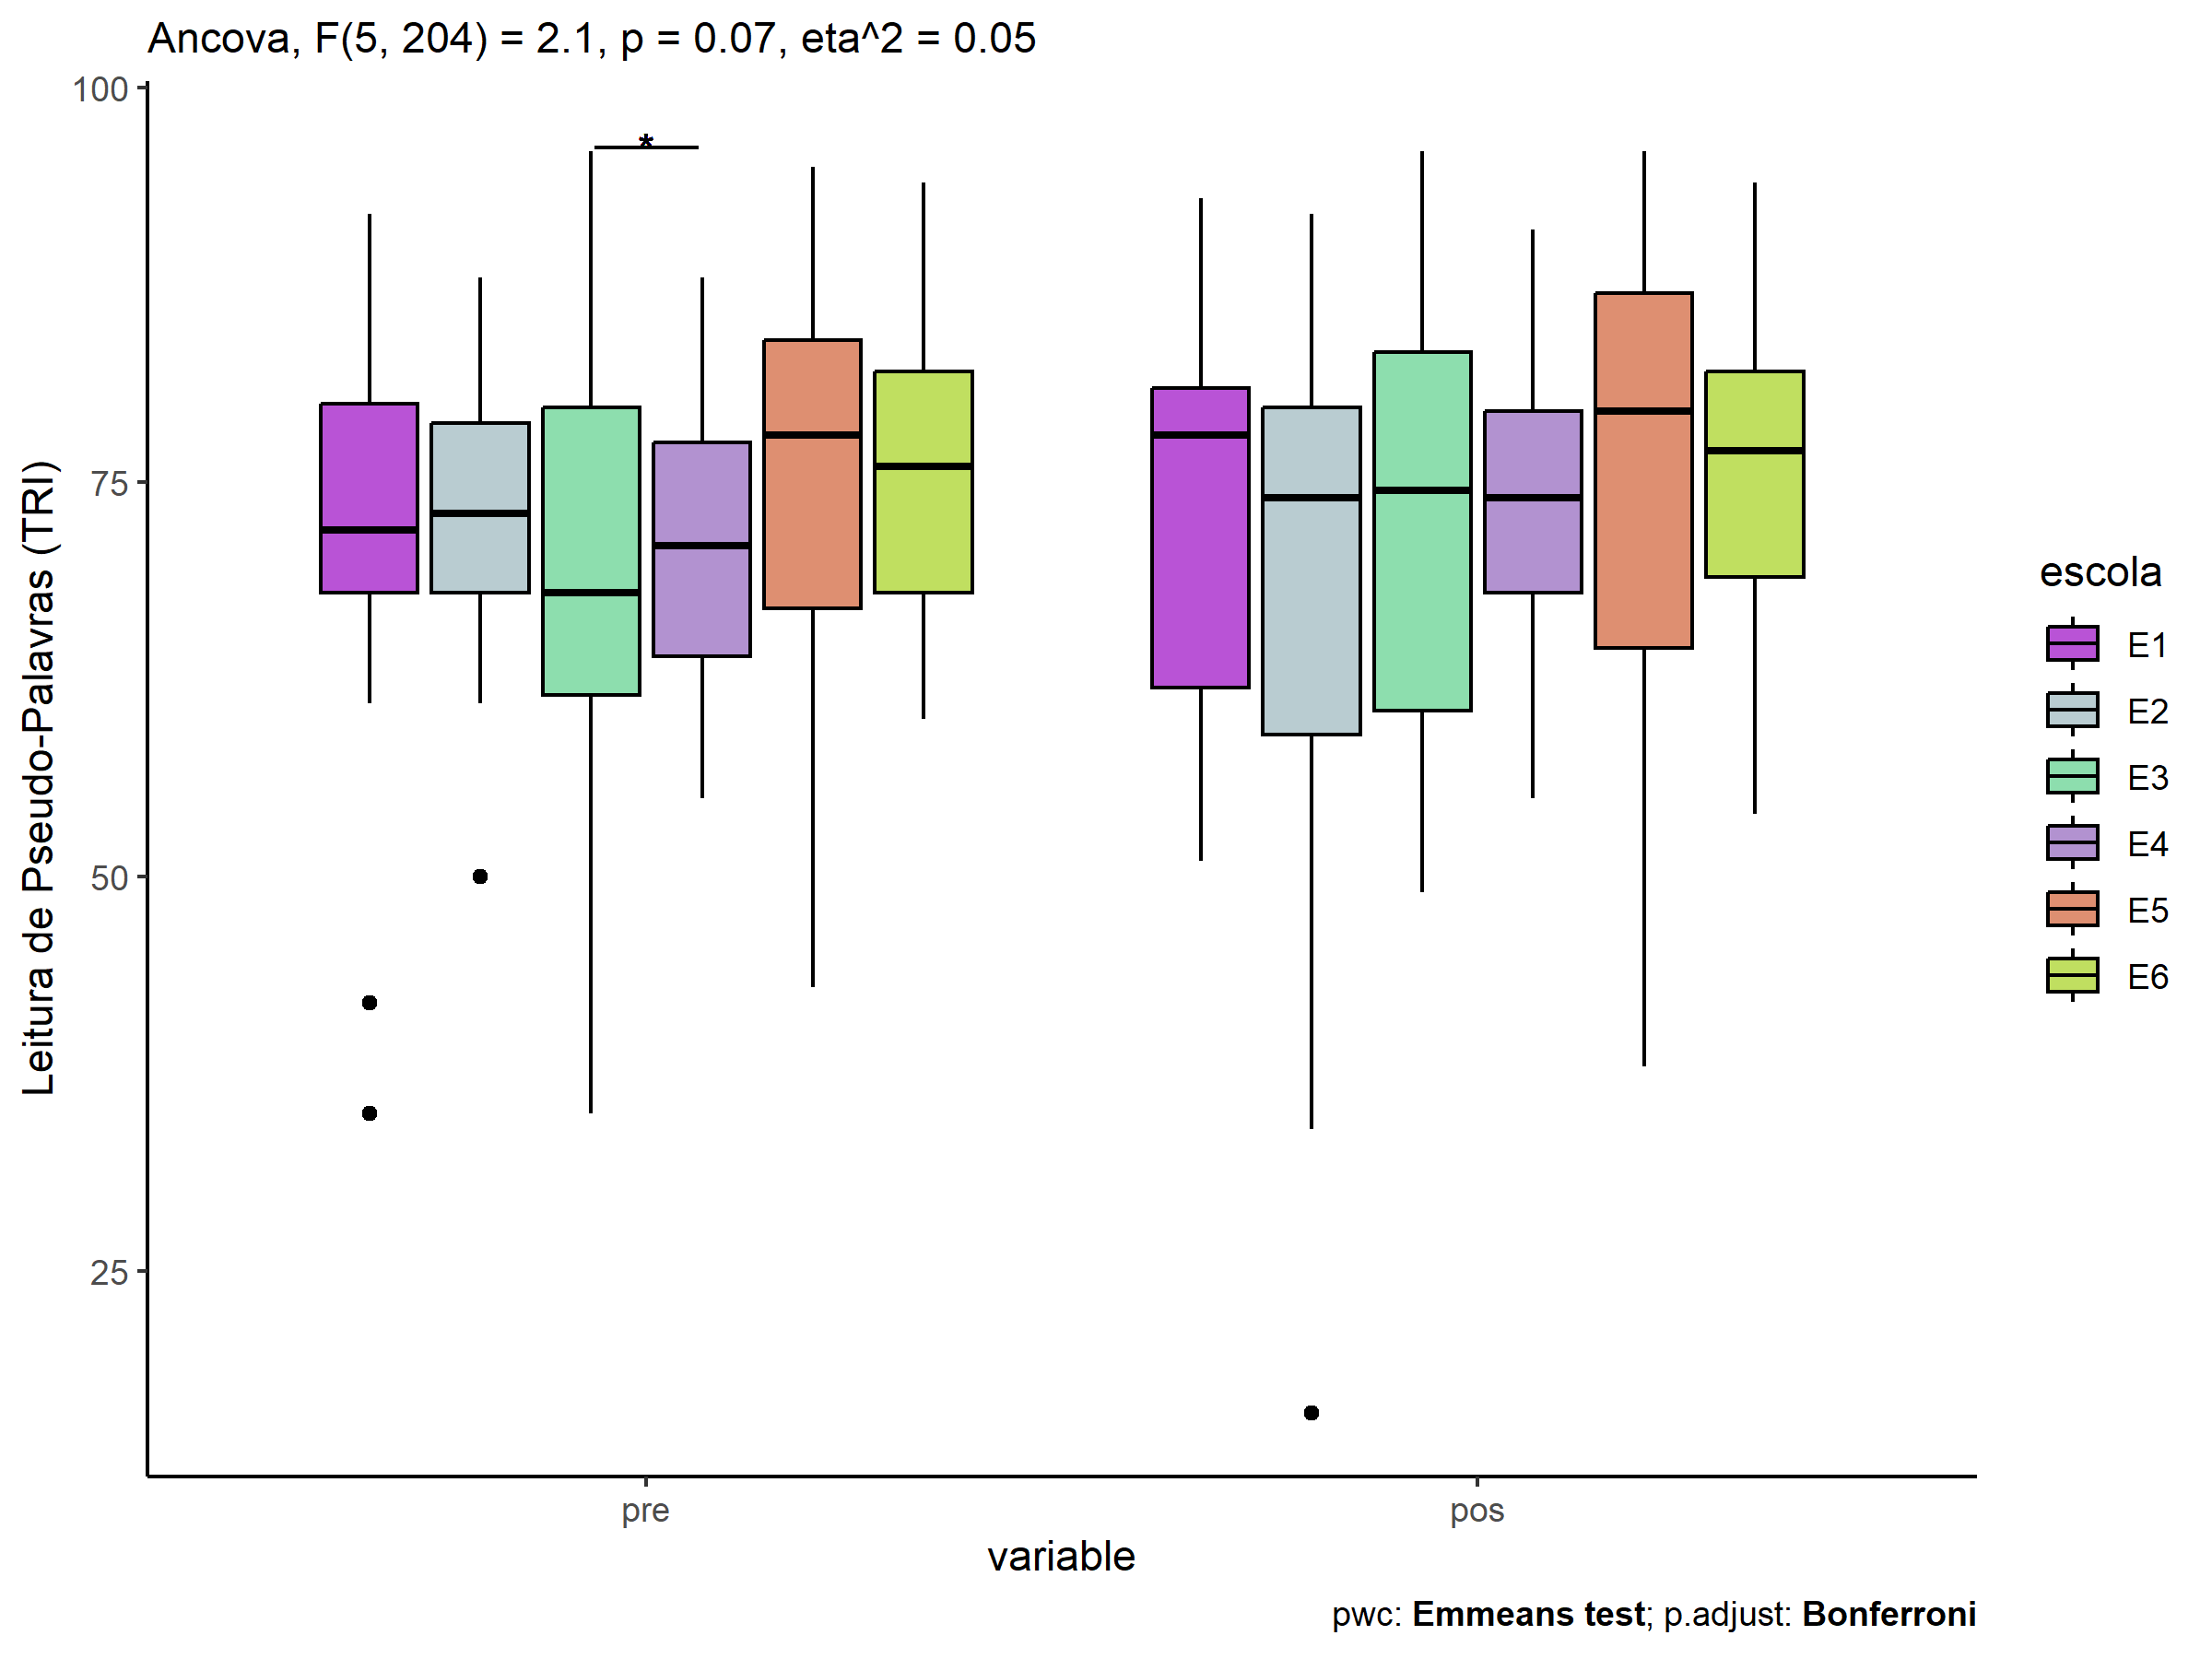 Ancova, F(5, 204) = 2.1, p = 0.07, eta^2 = 0.05
100
75
50
25
Leitura de Pseudo-Palavras (TRI)
*
pre
pos
variable
escola
E1
E2
E3
E4
E5
E6
pwc: Emmeans test; p.adjust: Bonferroni